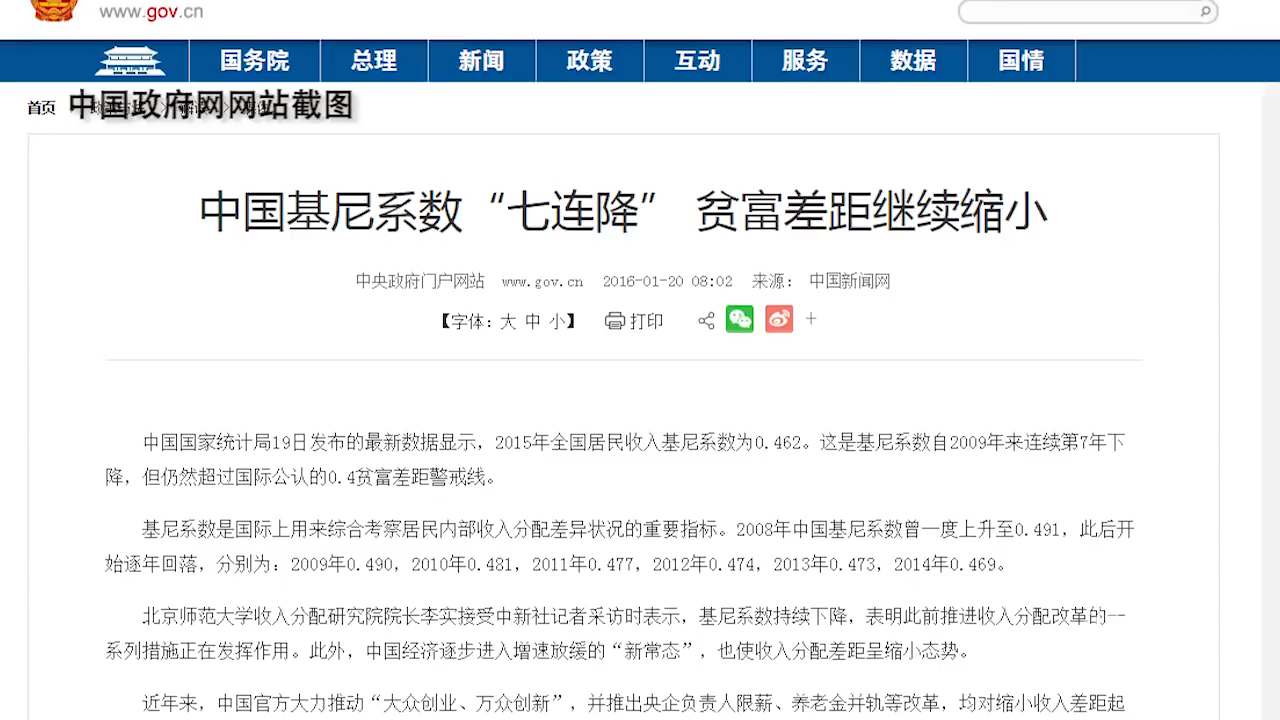 www.gov.cn
国务院 总理 新闻 政策 互动 服务 数据 国情
首页
中国政府网网站截图
中国基尼系数“七连降” 贫富差距继续缩小
中央政府门户网站 www.gov.cn 2016-01-20 08:02 来源： 中国新闻网
【字体：大 中 小】 打印 +
中国国家统计局19日发布的最新数据显示，2015年全国居民收入基尼系数为0.462。这是基尼系数自2009年来连续第7年下
降，但仍然超过国际公认的0.4贫富差距警戒线。
基尼系数是国际上用来综合考察居民内部收入分配差异状况的重要指标。2008年中国基尼系数曾一度上升至0.491，此后开
始逐年回落，分别为：2009年0.490，2010年0.481，2011年0.477，2012年0.474，2013年0.473，2014年0.469。
北京师范大学收入分配研究院院长李实接受中新社记者采访时表示，基尼系数持续下降，表明此前推进收入分配改革的一
系列措施正在发挥作用。此外，中国经济逐步进入增速放缓的“新常态”，也使收入分配差距呈缩小态势。
近年来，中国官方大力推动“大众创业、万众创新”，并推出央企负责人限薪、养老金并轨等改革，均对缩小收入差距起